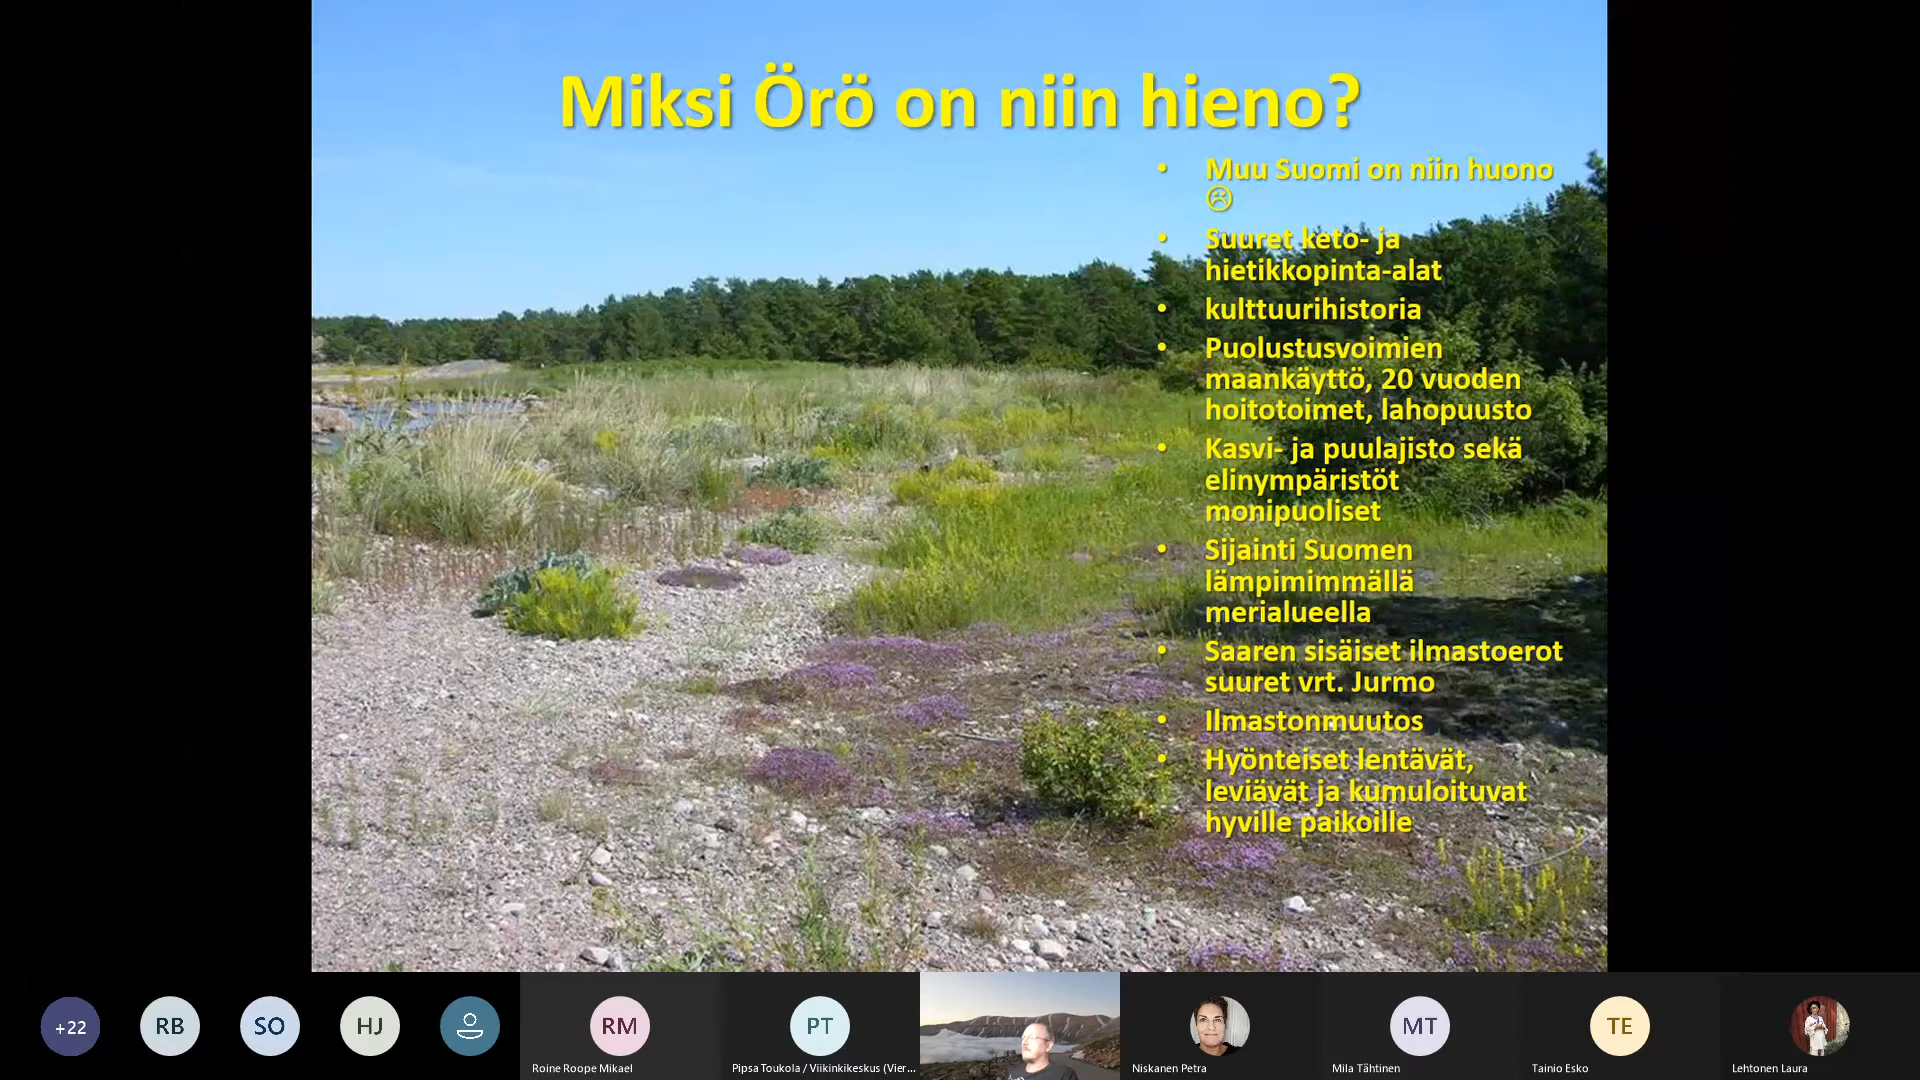 Miksi Örö on niin hieno?
• Muu Suomi on niin huono
☹
• Suuret keto- ja
hietikkopinta-alat
• kulttuurihistoria
• Puolustusvoimien
maankäyttö, 20 vuoden
hoitotoimet, lahopuusto
• Kasvi- ja puulajisto sekä
elinympäristöt
monipuoliset
• Sijainti Suomen
lämpimimmällä
merialueella
• Saaren sisäiset ilmastoerot
suuret vrt. Jurmo
• Ilmastonmuutos
• Hyönteiset lentävät,
leviävät ja kumuloituvat
hyville paikoille
+22
RB
SO
HJ
RM
PT
MT
TE
Roine Roope Mikael
Pipsa Toukola / Viikinkikeskus (Vier...
Niskanen Petra
Mila Tähtinen
Tainio Esko
Lehtonen Laura